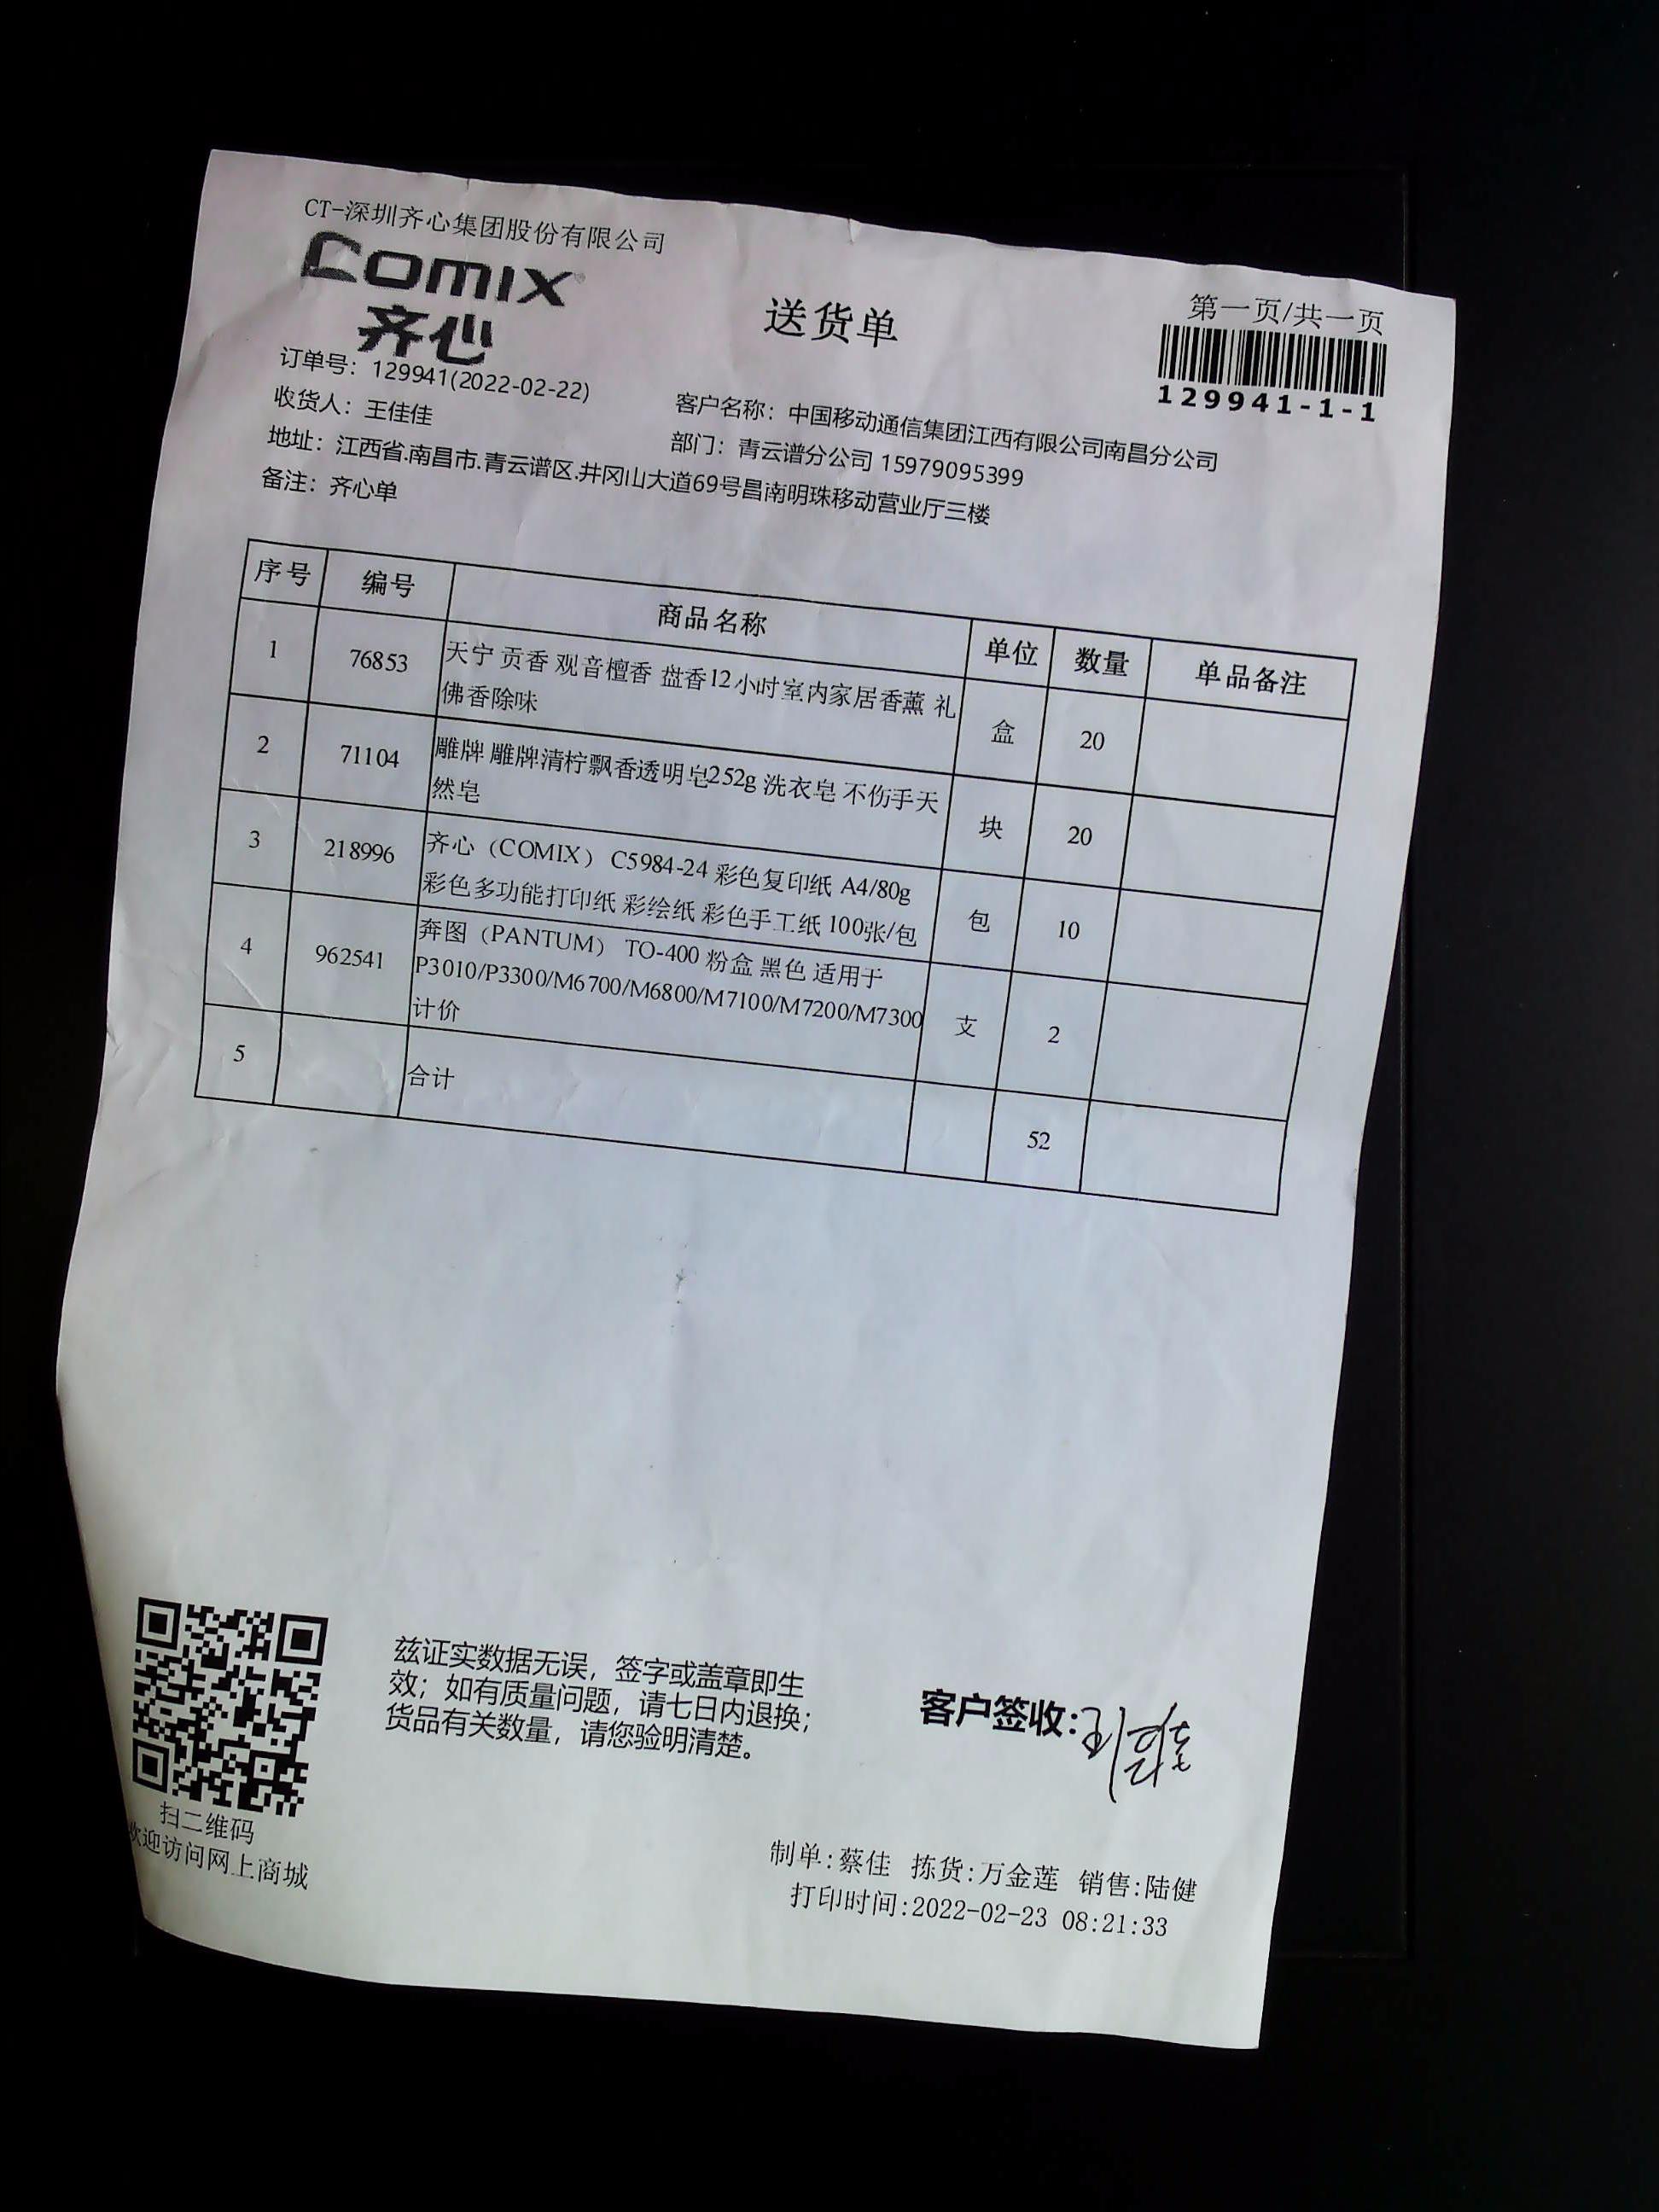 CT-深圳齐心集团股份有限公司
comix
齐心
送货单
第一页/共一页
129941-1-1
订单号：129941(2022-02-22)
客户名称：中国移动通信集团江西有限公司南昌分公司
收货人：王佳佳
部门：青云谱分公司 15979095399
地址：江西省.南昌市.青云谱区.井冈山大道69号昌南明珠移动营业厅三楼
备注：齐心单
序号 编号 商品名称 单位 数量 单品备注
1 76853 天宁 贡香 观音檀香 盘香12小时室内家居香薰 礼
佛香除味 盒 20
2 71104 雕牌 雕牌清柠飘香透明皂252g 洗衣皂 不伤手天
然皂 块 20
3 218996 齐心（COMIX） C5984-24 彩色复印纸 A4/80g
彩色多功能打印纸 彩绘纸 彩色手工纸 100张/包 包 10
4 962541 奔图（PANTUM） TO-400 粉盒 黑色 适用于
P3010/P3300/M6700/M6800/M7100/M7200/M7300
计价 支 2
5 合计 52
兹证实数据无误，签字或盖章即生
效；如有质量问题，请七日内退换；
货品有关数量，请您验明清楚。
客户签收：
扫二维码
欢迎访问网上商城
制单:蔡佳 拣货:万金莲 销售:陆健
打印时间:2022-02-23 08:21:33